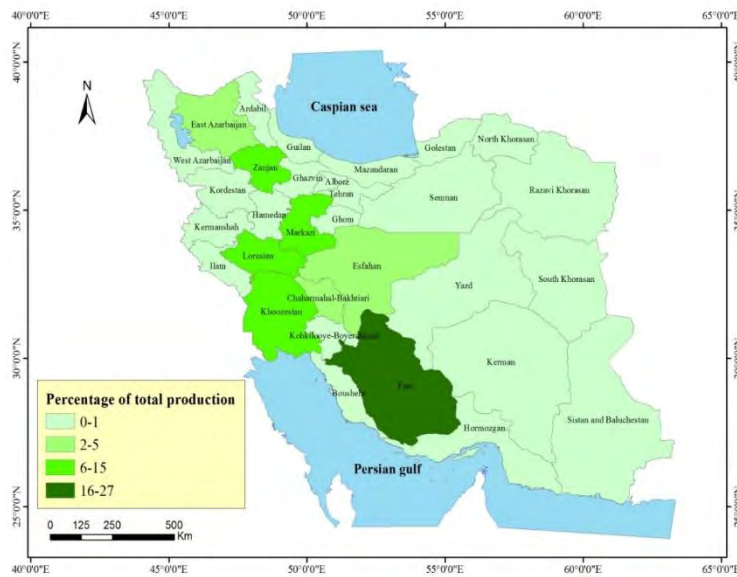 40°0'0"E 45°0'0"E 50°0'0"E 55°0'0"E 60°0'0"E 65°0'0"E
40°0'0"N
35°0'0"N
30°0'0"N
25°0'0"N
N
Caspian sea
Ardabil
East Azarbaijan
West Azarbaijan
Zanjan
Guilan
Ghazvin
Alborz
Tehran
Mazandaran
Golestan
North Khorasan
Razavi Khorasan
Semnan
Kordestan
Hamedan
Ghom
Kermanshah
Markazi
Ilam
Lorestan
Esfahan
Yazd
South Khorasan
Chaharmahal-Bakhtiari
Khoozestan
Kohkilooye-Boyerahmad
Fars
Kerman
Boushehr
Hormozgan
Sistan and Baluchestan
Persian gulf
Percentage of total production
0-1
2-5
6-15
16-27
0 125 250 500
Km
40°0'0"E 45°0'0"E 50°0'0"E 55°0'0"E 60°0'0"E 65°0'0"E